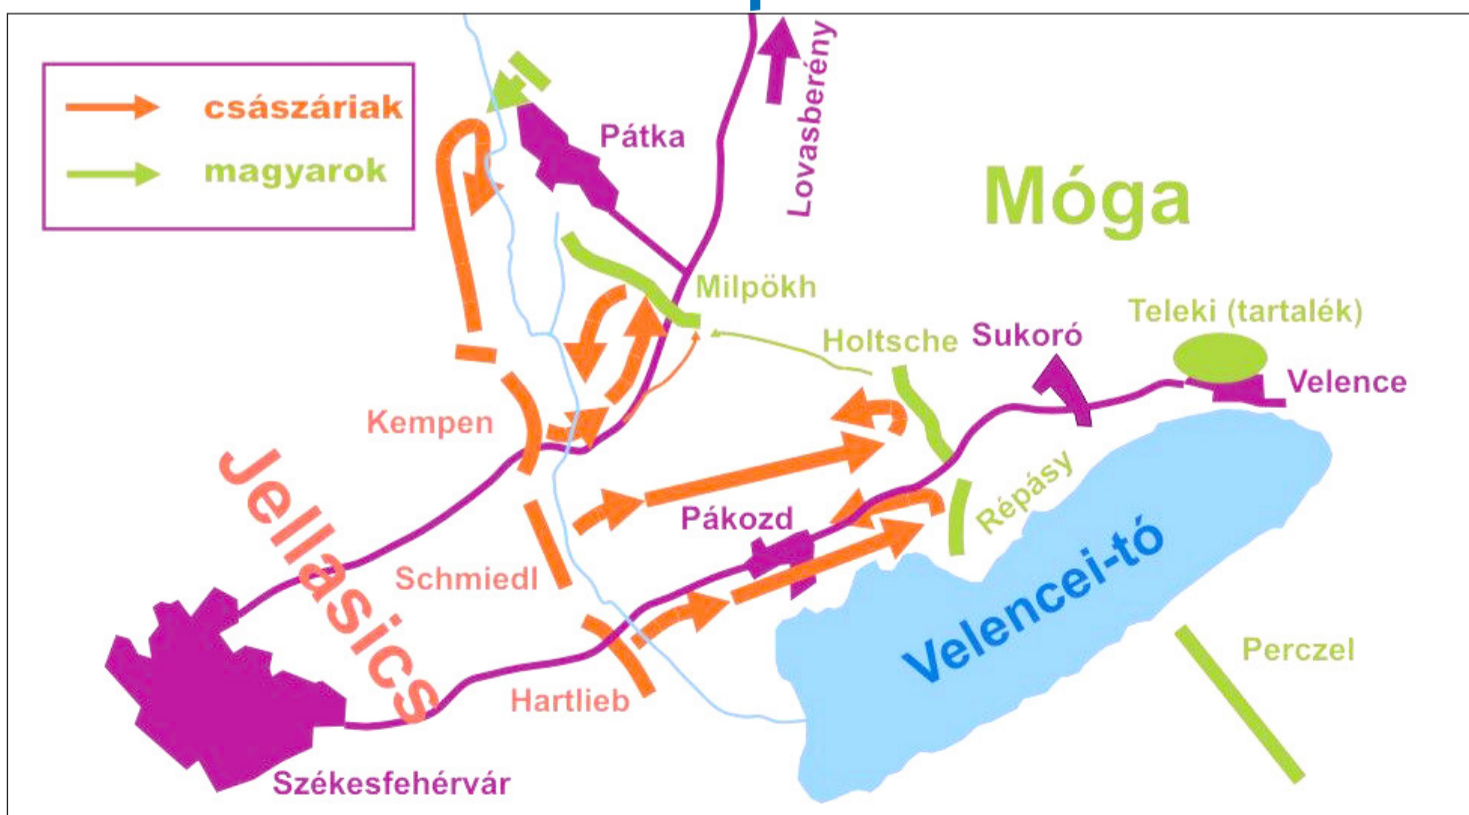 császáriak
magyarok
Pátka
Lovasberény
Móga
Milpökh
Teleki (tartalék)
Holtsche
Sukoró
Velence
Kempen
Jellasics
Répásy
Pákozd
Schmiedl
Velencei-tó
Perczel
Hartlieb
Székesfehérvár